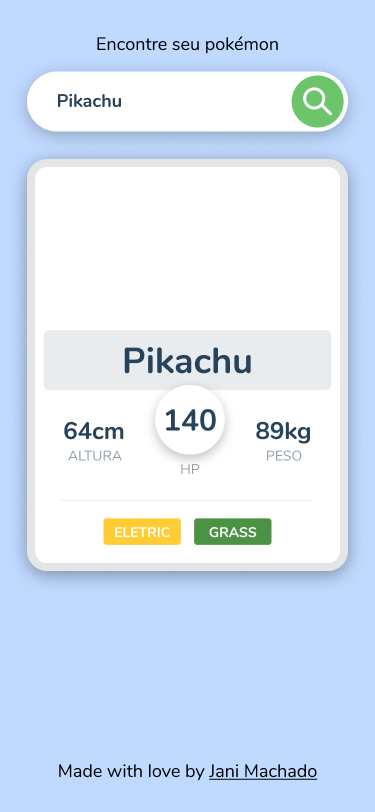 Encontre seu pokémon
Pikachu
Pikachu
64cm
140
89kg
ALTURA
HP
PESO
ELETRIC
GRASS
Made with love by Jani Machado